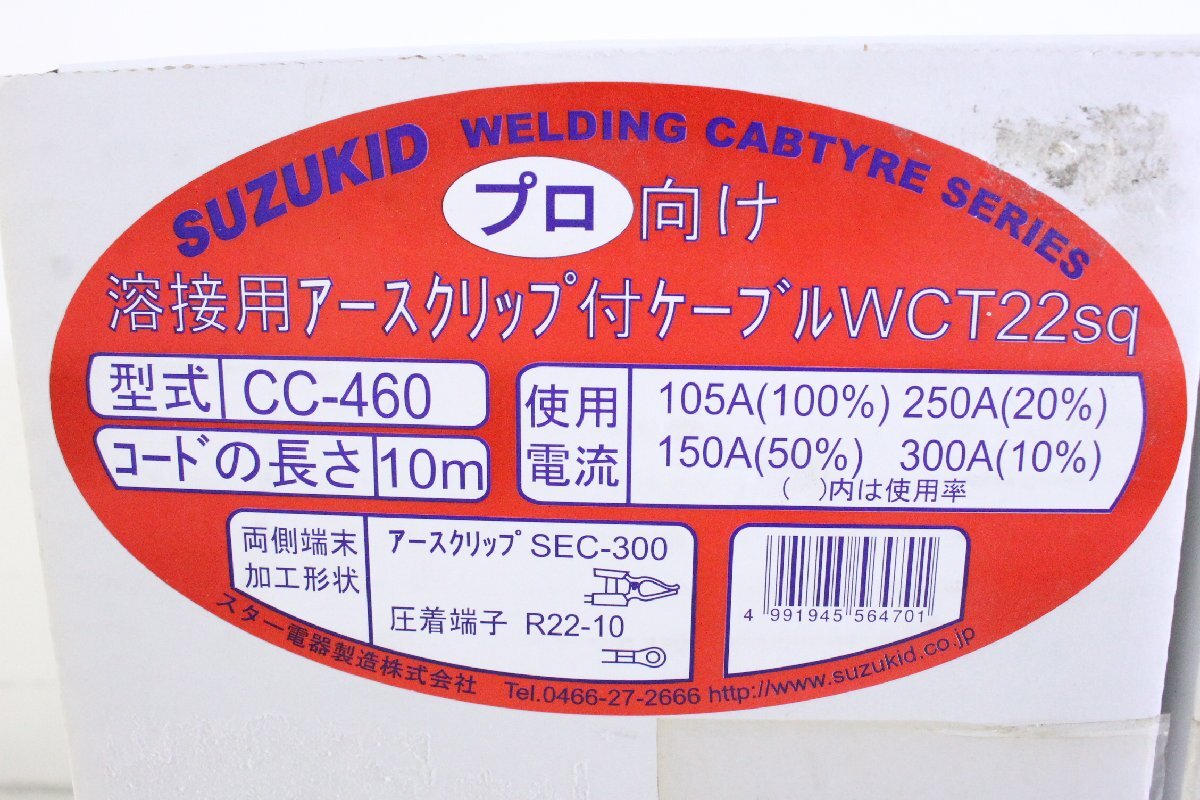 SUZUKID WELDING CABTYRE SERIES
プロ向け
溶接用アースクリップ付ケーブルWCT22sq
型式 CC-460
コードの長さ 10m
使用電流
105A(100%) 250A(20%)
150A(50%) 300A(10%)
( )内は使用率
両側端末
加工形状
アースクリップ SEC-300
圧着端子 R22-10
4 991945 564701
スター電器製造株式会社 Tel.0466-27-2666 http://www.suzukid.co.jp